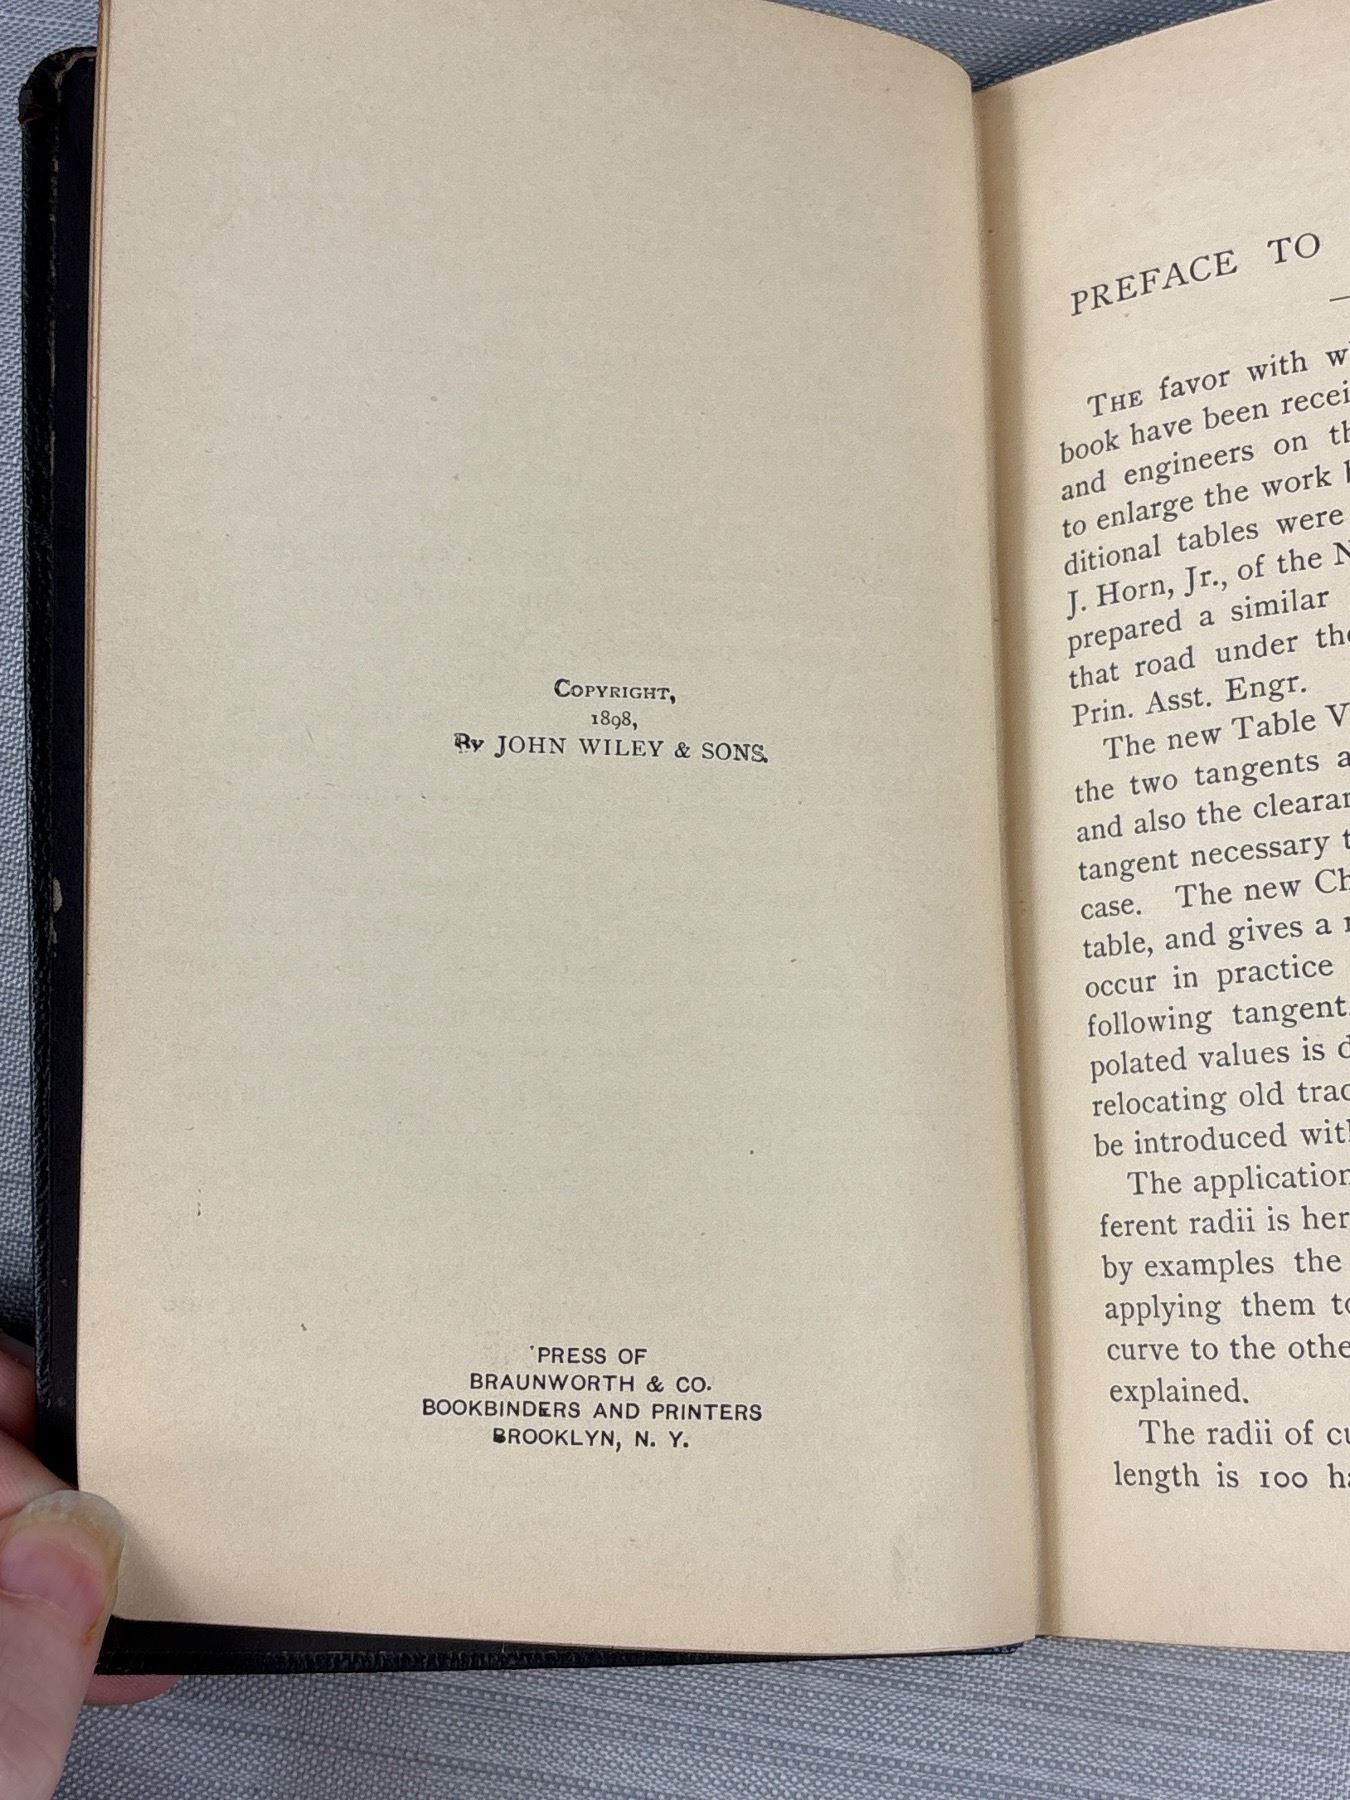 COPYRIGHT,
1898,
By JOHN WILEY & SONS.
PRESS OF
BRAUNWORTH & CO.
BOOKBINDERS AND PRINTERS
BROOKLYN, N. Y.
PREFACE TO
THE favor with
book have been
and engineers on
to enlarge the work
ditional tables were
J. Horn, Jr., of the
prepared a similar
that road under
Prin. Asst. Engr.
The new Table
the two tangents
and also the
tangent necessary
case. The new
table, and gives a
occur in practice
following tangent
polated values is
relocating old
be introduced
The application
ferent radii is
by examples the
applying them
curve to the
explained.
The radii of
length is 100